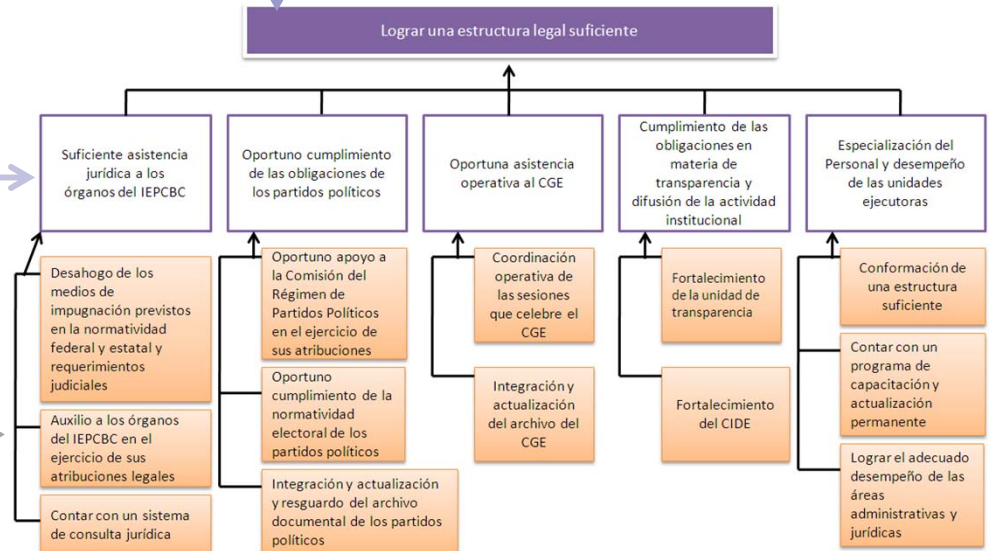 Lograr una estructura legal suficiente
Suficiente asistencia
jurídica a los
órganos del IEPCBC
Oportuno cumplimiento
de las obligaciones de
los partidos políticos
Oportuna asistencia
operativa al CGE
Cumplimiento de las
obligaciones en
materia de
transparencia y
difusión de la actividad
institucional
Especialización del
Personal y desempeño
de las unidades
ejecutoras
Desahogo de los
medios de
impugnación previstos
en la normatividad
federal y estatal y
requerimientos
judiciales
Auxilio a los órganos
del IEPCBC en el
ejercicio de sus
atribuciones legales
Contar con un sistema
de consulta jurídica
Oportuno apoyo a
la Comisión del
Régimen de
Partidos Políticos
en el ejercicio de
sus atribuciones
Oportuno
cumplimiento de la
normatividad
electoral de los
partidos políticos
Integración y actualización
y resguardo del archivo
documental de los partidos
políticos
Coordinación
operativa de
las sesiones
que celebre el
CGE
Integración y
actualización
del archivo del
CGE
Fortalecimiento
de la unidad de
transparencia
Fortalecimiento
del CIDE
Conformación de
una estructura
suficiente
Contar con un
programa de
capacitación y
actualización
permanente
Lograr el adecuado
desempeño de las
áreas
administrativas y
jurídicas